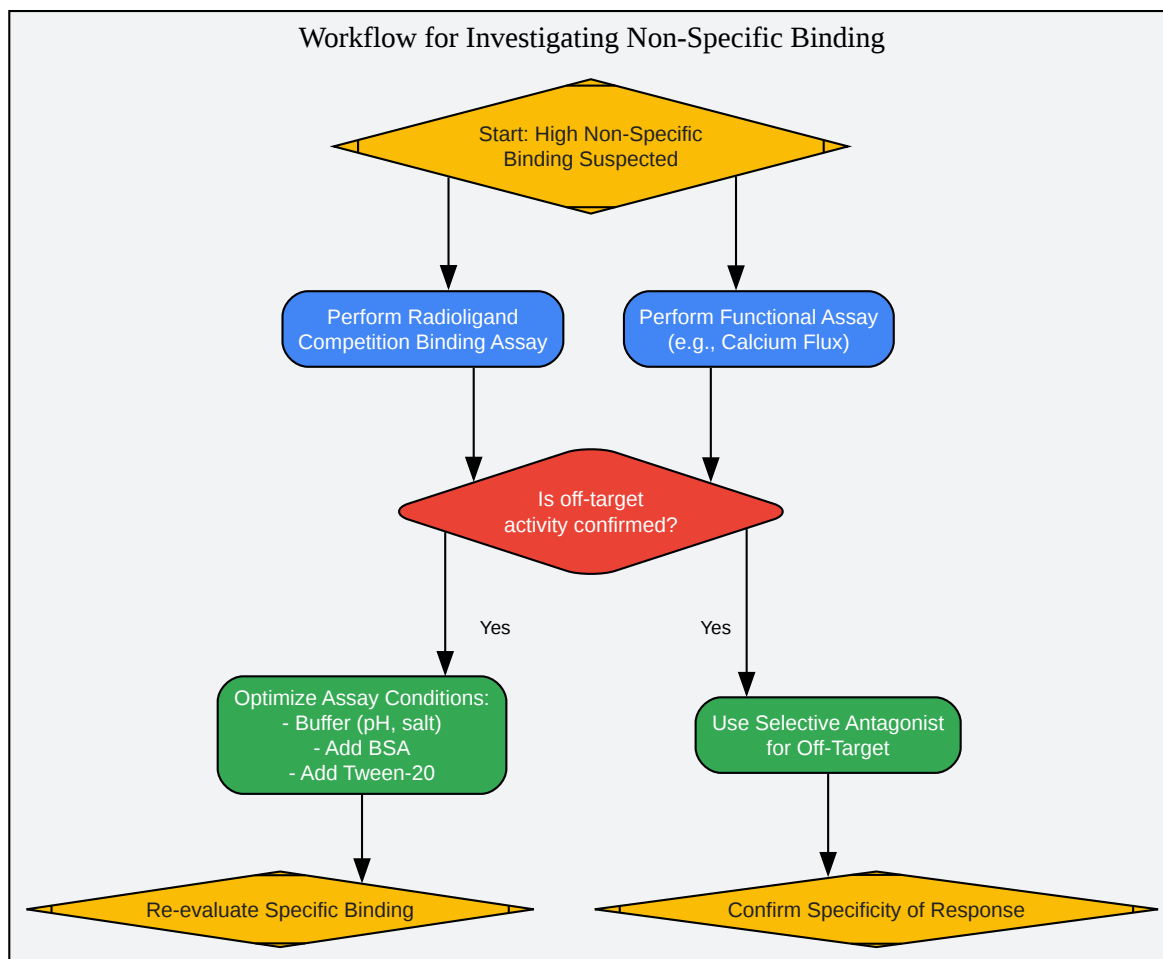 Workflow for Investigating Non-Specific Binding
Start: High Non-Specific
Binding Suspected
Perform Radioligand
Competition Binding Assay
Perform Functional Assay
(e.g., Calcium Flux)
Is off-target
activity confirmed?
Yes
Yes
Optimize Assay Conditions:
- Buffer (pH, salt)
- Add BSA
- Add Tween-20
Use Selective Antagonist
for Off-Target
Re-evaluate Specific Binding
Confirm Specificity of Response